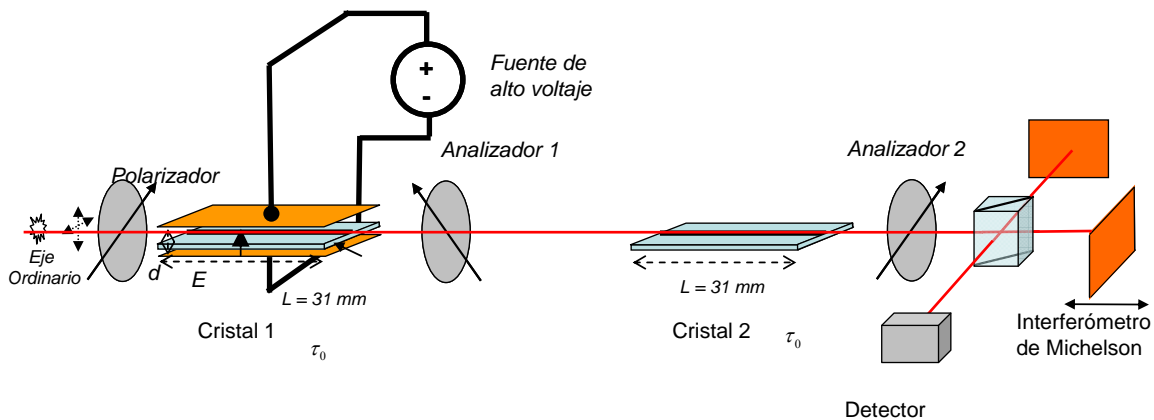 Fuente de
alto voltaje
+
-
Polarizador
Analizador 1
Analizador 2
Eje
Ordinario
d
E
L = 31 mm
L = 31 mm
Cristal 1
τ₀
Cristal 2
τ₀
Interferómetro
de Michelson
Detector